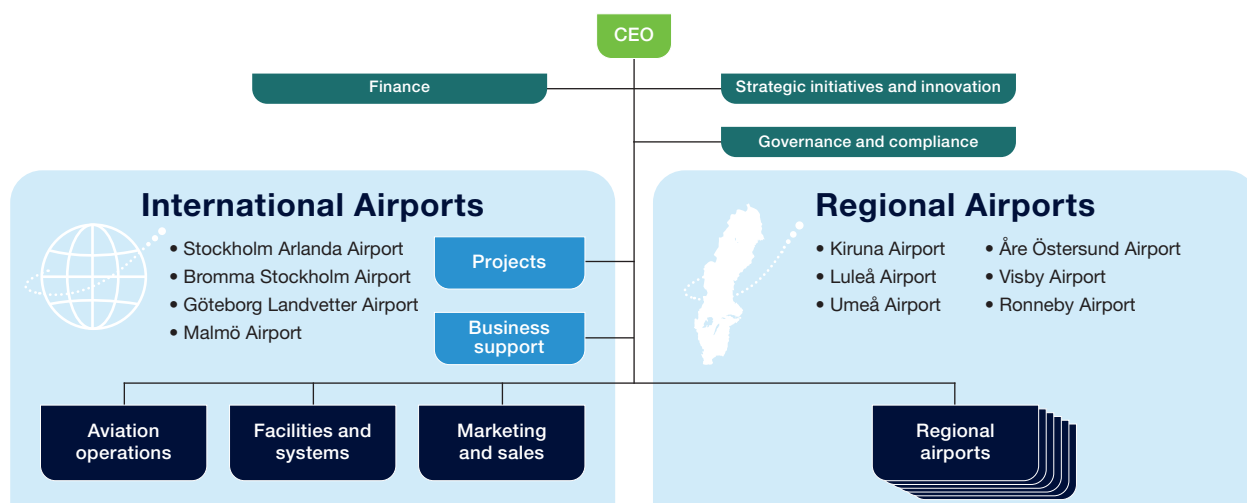 CEO
Finance
Strategic initiatives and innovation
Governance and compliance
International Airports
• Stockholm Arlanda Airport
• Bromma Stockholm Airport
• Göteborg Landvetter Airport
• Malmö Airport
Projects
Business
support
Regional Airports
• Kiruna Airport
• Luleå Airport
• Umeå Airport
• Åre Östersund Airport
• Visby Airport
• Ronneby Airport
Aviation
operations
Facilities and
systems
Marketing
and sales
Regional
airports